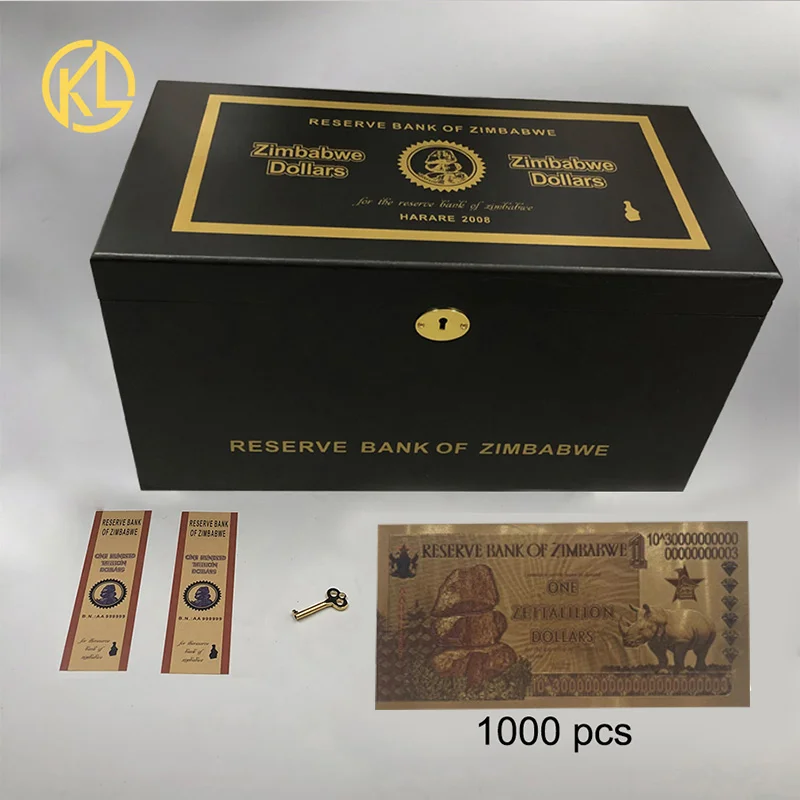 KL
RESERVE BANK OF ZIMBABWE
Zimbabwe
Dollars
Zimbabwe
Dollars
for the reserve bank of zimbabwe
HARARE 2008
RESERVE BANK OF ZIMBABWE
RESERVE BANK
OF ZIMBABWE
ONE HUNDRED
TRILLION
DOLLARS
RESERVE BANK
OF ZIMBABWE
ONE HUNDRED
TRILLION
DOLLARS
RESERVE BANK OF ZIMBABWE
10^30000000000
00000000003
ONE
DOLLARS
1000 pcs